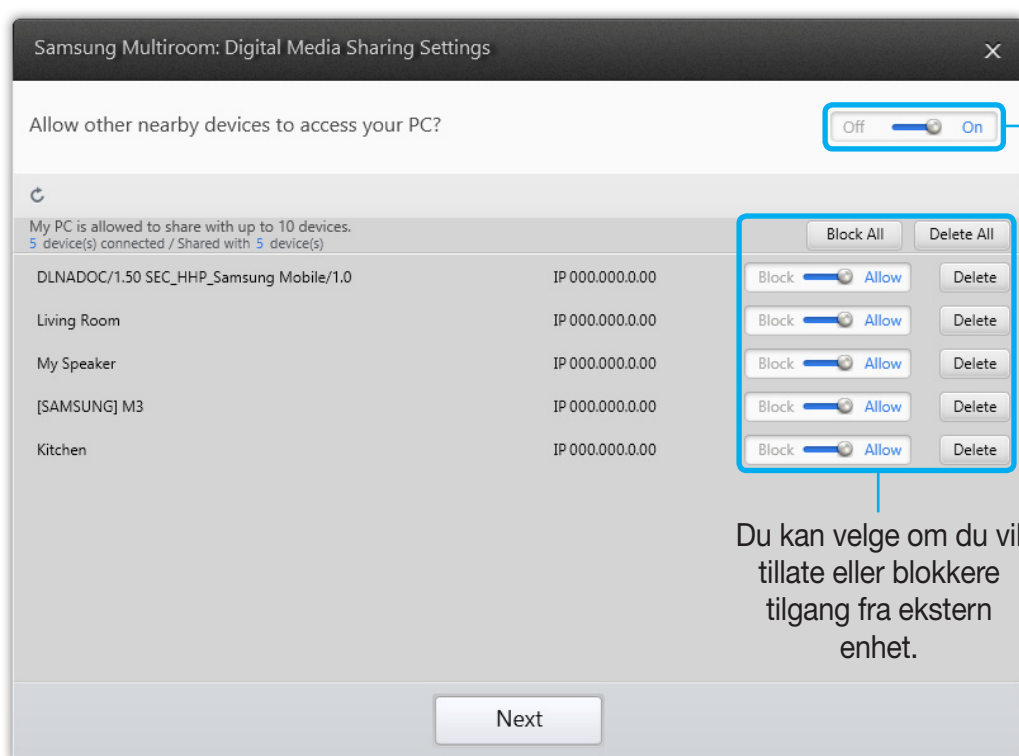 Samsung Multiroom: Digital Media Sharing Settings
Allow other nearby devices to access your PC?
Off On
My PC is allowed to share with up to 10 devices.
5 device(s) connected / Shared with 5 device(s)
Block All Delete All
DLNADOC/1.50 SEC_HHP_Samsung Mobile/1.0 IP 000.000.0.00 Block Allow Delete
Living Room IP 000.000.0.00 Block Allow Delete
My Speaker IP 000.000.0.00 Block Allow Delete
[SAMSUNG] M3 IP 000.000.0.00 Block Allow Delete
Kitchen IP 000.000.0.00 Block Allow Delete
Du kan velge om du vil
tillate eller blokkere
tilgang fra ekstern
enhet.
Next